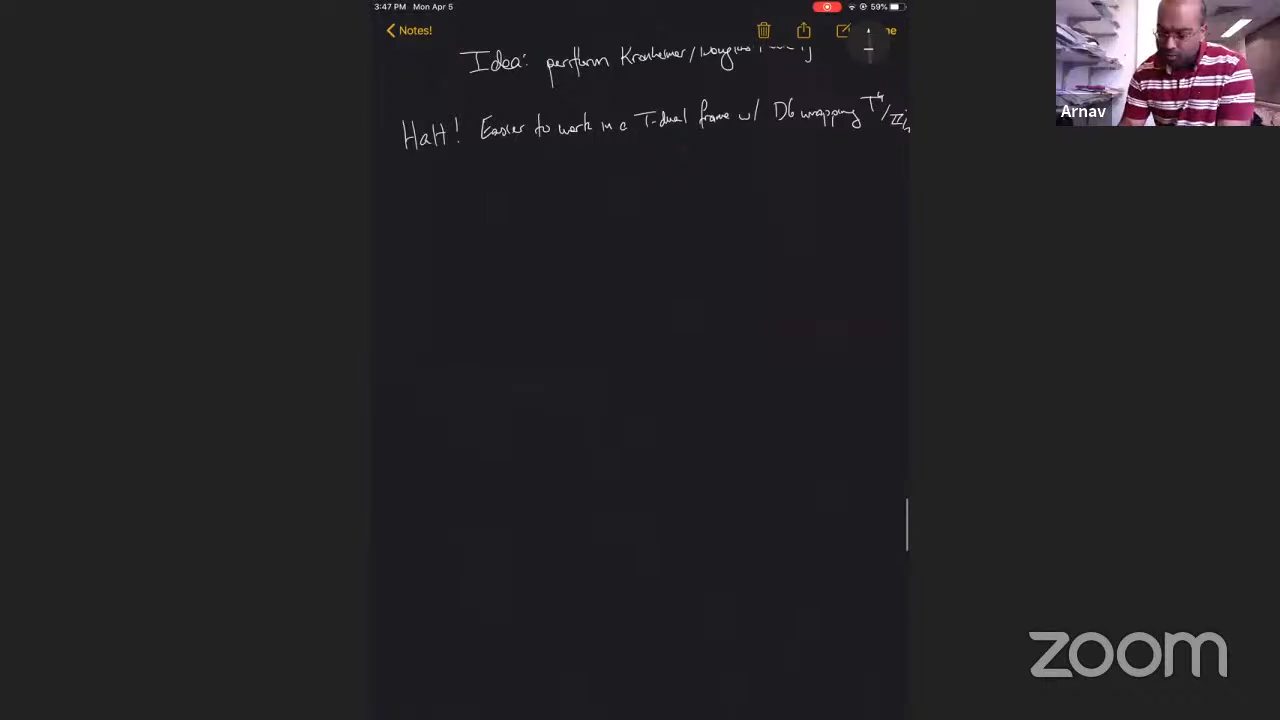 3:47 PM Mon Apr 5 59%
Notes!
Idea: perform Kronheimer/Douglas
Halt! Easier to work in a T-dual frame w/ D6 wrapping T⁴/ℤ
Arnav
zoom